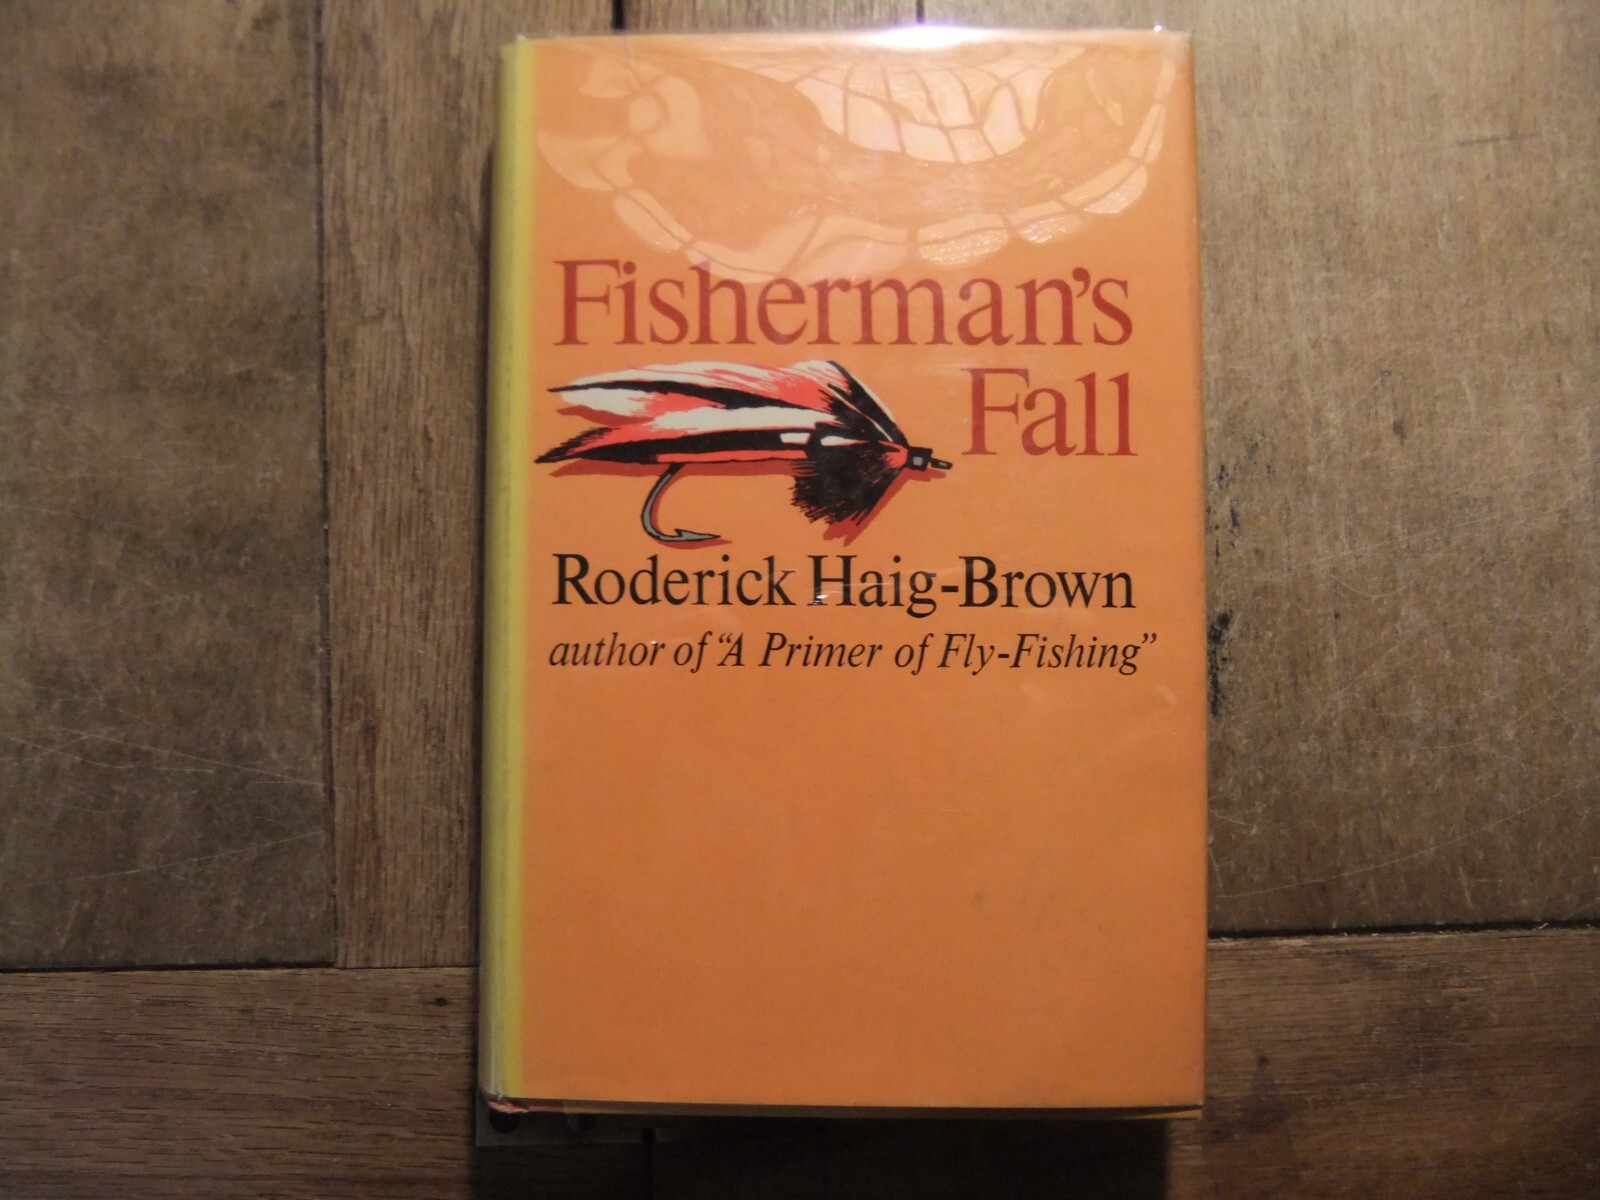 Fisherman's
Fall
Roderick Haig-Brown
author of "A Primer of Fly-Fishing"